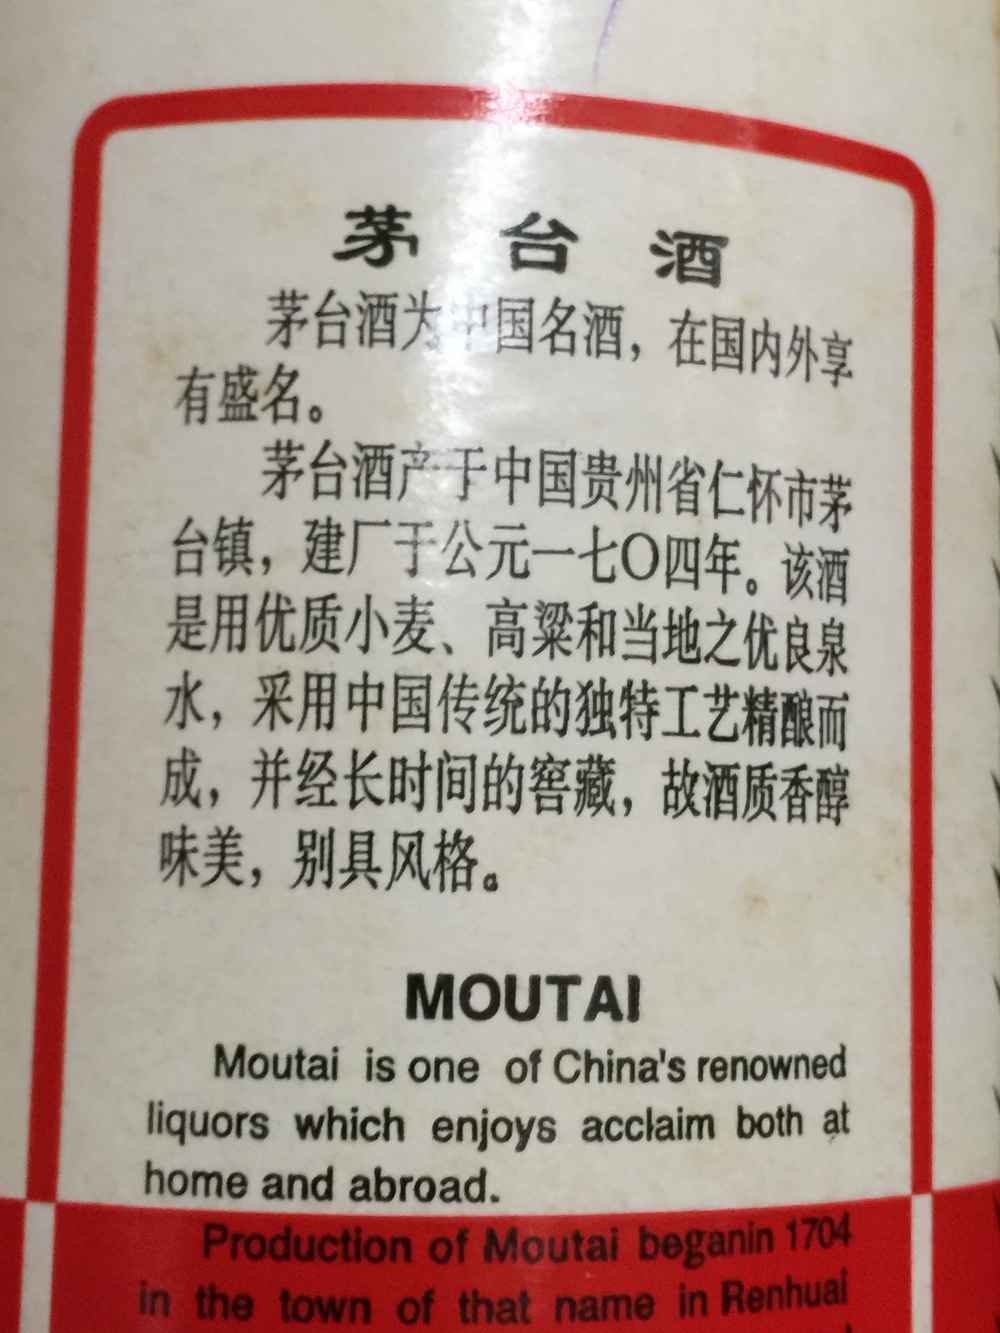 茅台酒
茅台酒为中国名酒，在国内外享
有盛名。
茅台酒产于中国贵州省仁怀市茅
台镇，建厂于公元一七〇四年。该酒
是用优质小麦、高粱和当地之优良泉
水，采用中国传统的独特工艺精酿而
成，并经长时间的窖藏，故酒质香醇
味美，别具风格。
MOUTAI
Moutai is one of China's renowned
liquors which enjoys acclaim both at
home and abroad.
Production of Moutai beganin 1704
in the town of that name in Renhuai